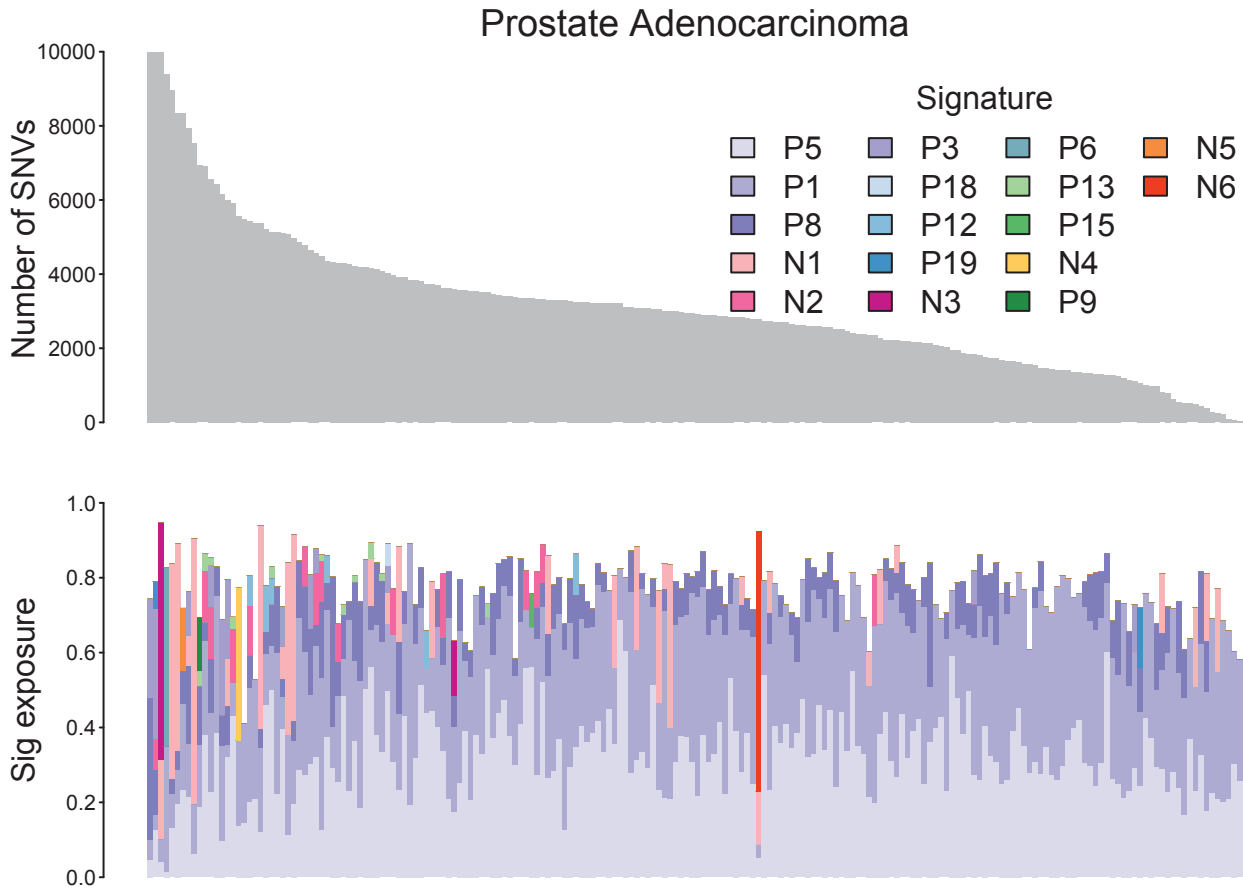 Prostate Adenocarcinoma
Number of SNVs
10000
8000
6000
4000
2000
0
Signature
P5 P3 P6 N5
P1 P18 P13 N6
P8 P12 P15
N1 P19 N4
N2 N3 P9
Sig exposure
1.0
0.8
0.6
0.4
0.2
0.0